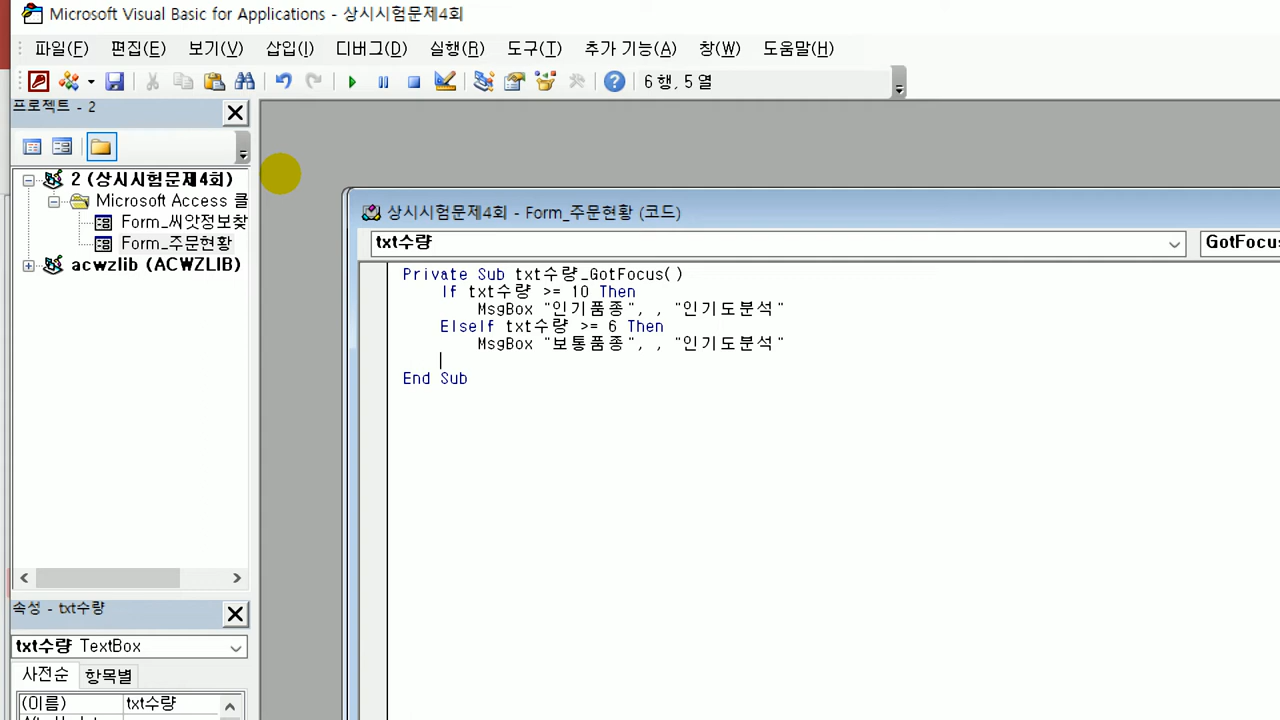 Microsoft Visual Basic for Applications - 상시시험문제4회
파일(F) 편집(E) 보기(V) 삽입(I) 디버그(D) 실행(R) 도구(T) 추가 기능(A) 창(W) 도움말(H)
6 행, 5 열
프로젝트 - 2
2 (상시시험문제4회)
Microsoft Access 클
Form_씨앗정보찾
Form_주문현황
acwzlib (ACWZLIB)
상시시험문제4회 - Form_주문현황 (코드)
txt수량 GotFocus
Private Sub txt수량_GotFocus()
If txt수량 >= 10 Then
MsgBox "인기품종", , "인기도분석"
ElseIf txt수량 >= 6 Then
MsgBox "보통품종", , "인기도분석"
End Sub
속성 - txt수량
txt수량 TextBox
사전순 항목별
(이름) txt수량